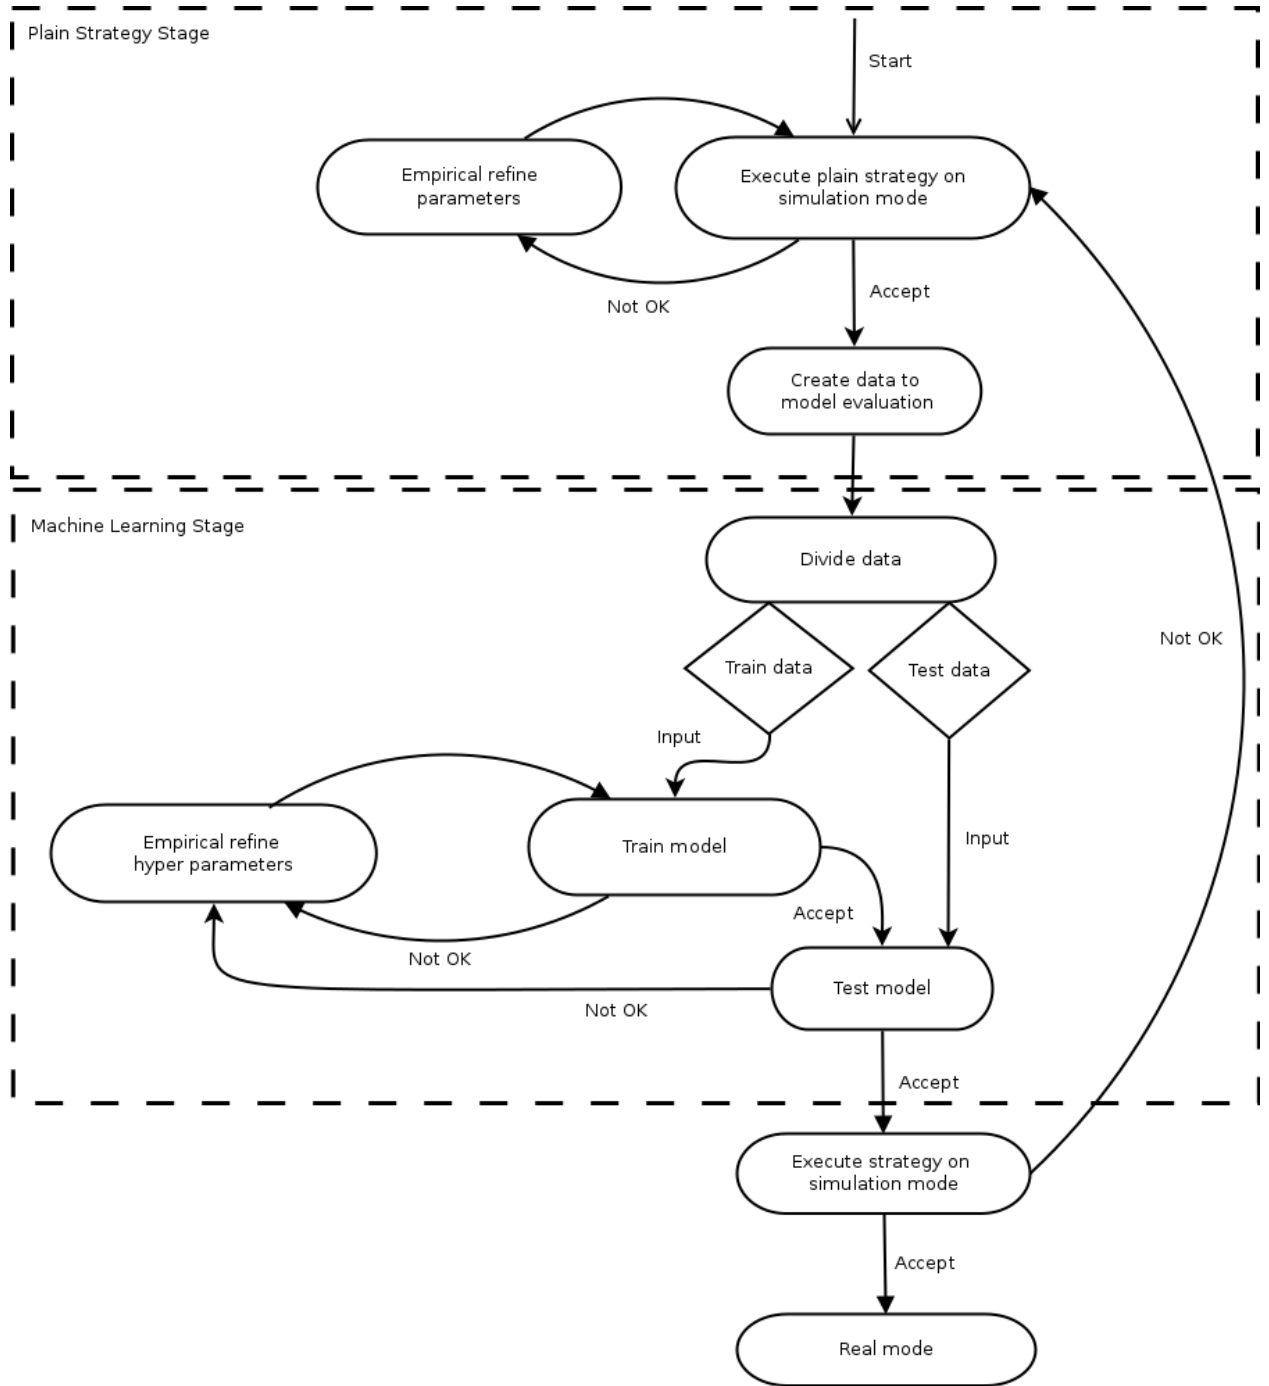 Plain Strategy Stage
Start
Empirical refine
parameters
Execute plain strategy on
simulation mode
Not OK
Accept
Create data to
model evaluation
Machine Learning Stage
Divide data
Train data
Test data
Not OK
Input
Empirical refine
hyper parameters
Train model
Input
Accept
Not OK
Test model
Not OK
Accept
Execute strategy on
simulation mode
Accept
Real mode